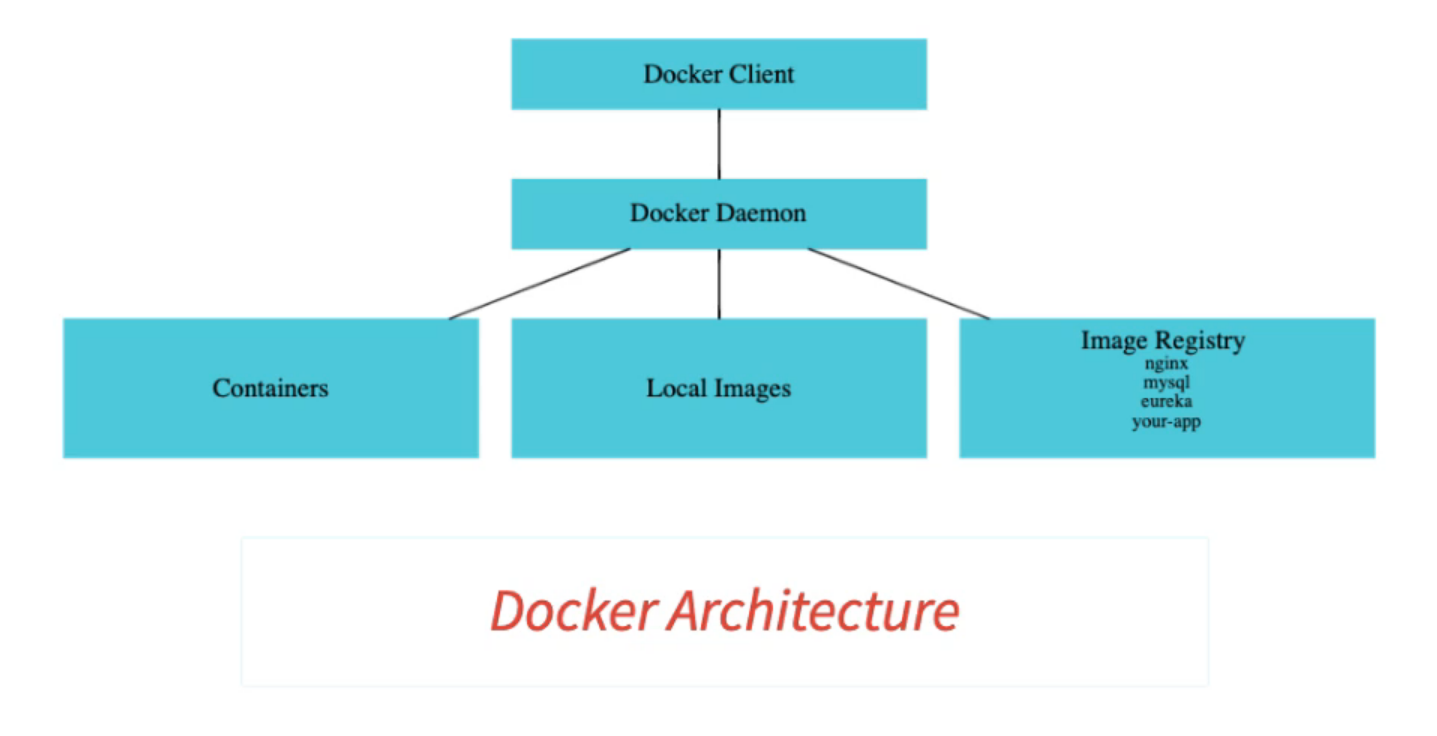 Docker Client
Docker Daemon
Containers
Local Images
Image Registry
nginx
mysql
eureka
your-app
Docker Architecture